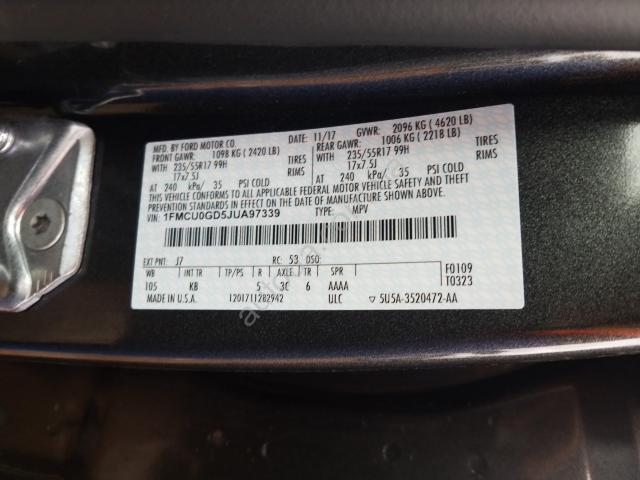 MFD. BY FORD MOTOR CO. DATE: 11/17 GVWR: 2096 KG (4620 LB)
FRONT GAWR: 1098 KG (2420 LB) REAR GAWR: 1006 KG (2218 LB)
WITH 235/55R17 99H TIRES WITH 235/55R17 99H TIRES
17x7.5J RIMS 17x7.5J RIMS
AT 240 kPa/ 35 PSI COLD AT 240 kPa/ 35 PSI COLD
THIS VEHICLE CONFORMS TO ALL APPLICABLE FEDERAL MOTOR VEHICLE SAFETY AND THEFT
PREVENTION STANDARDS IN EFFECT ON THE DATE OF MANUFACTURE SHOWN ABOVE.
VIN: 1FMCU0GD5JUA97339 TYPE: MPV
EXT PNT: J7 RC: 53 DSO: F0109
WB INT TR TP/PS R AXLE TR SPR T0323
105 KB 5 3C 6 AAAA
MADE IN U.S.A. 1201711282942 ULC 5U5A-3520472-AA